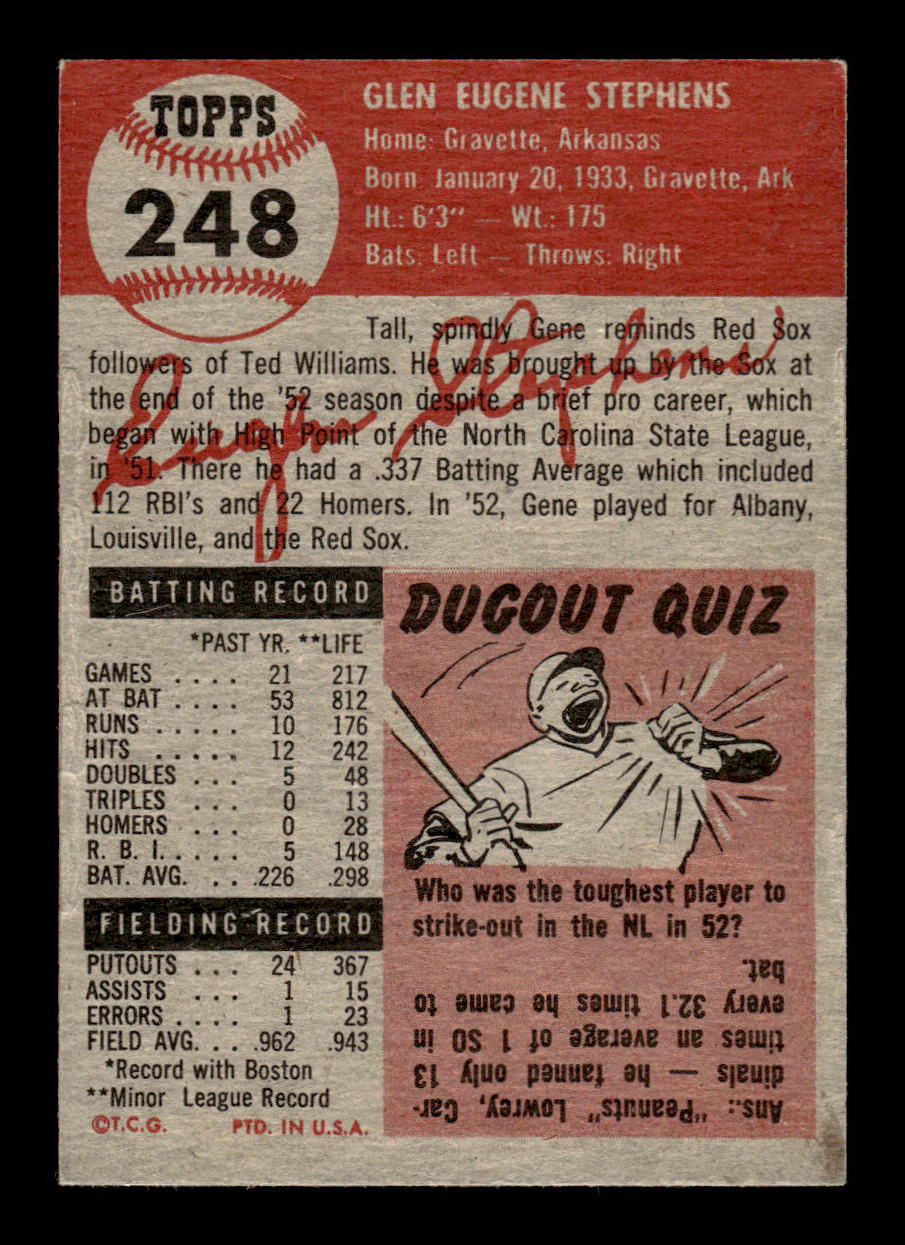 TOPPS
248
GLEN EUGENE STEPHENS
Home: Gravette, Arkansas
Born: January 20, 1933, Gravette, Ark
Ht.: 6'3" — Wt.: 175
Bats: Left — Throws: Right
Tall, spindly Gene reminds Red Sox
followers of Ted Williams. He was brought up by the Sox at
the end of the '52 season despite a brief pro career, which
began with High Point of the North Carolina State League,
in '51. There he had a .337 Batting Average which included
112 RBI's and 22 Homers. In '52, Gene played for Albany,
Louisville, and the Red Sox.
Eugene Stephens
BATTING RECORD
*PAST YR. **LIFE
GAMES . . . . 21 217
AT BAT . . . . 53 812
RUNS . . . . . 10 176
HITS . . . . . 12 242
DOUBLES . . . 5 48
TRIPLES . . . 0 13
HOMERS . . . 0 28
R. B. I. . . . . 5 148
BAT. AVG. . . .226 .298
FIELDING RECORD
PUTOUTS . . . 24 367
ASSISTS . . . 1 15
ERRORS . . . . 1 23
FIELD AVG. . . .962 .943
*Record with Boston
**Minor League Record
©T.C.G. PTD. IN U.S.A.
DUGOUT QUIZ
Who was the toughest player to
strike-out in the NL in 52?
Ans.: "Peanuts" Lowrey, Car-
dinals — he fanned only 13
times an average of 1 SO in
every 32.1 times he came to
bat.